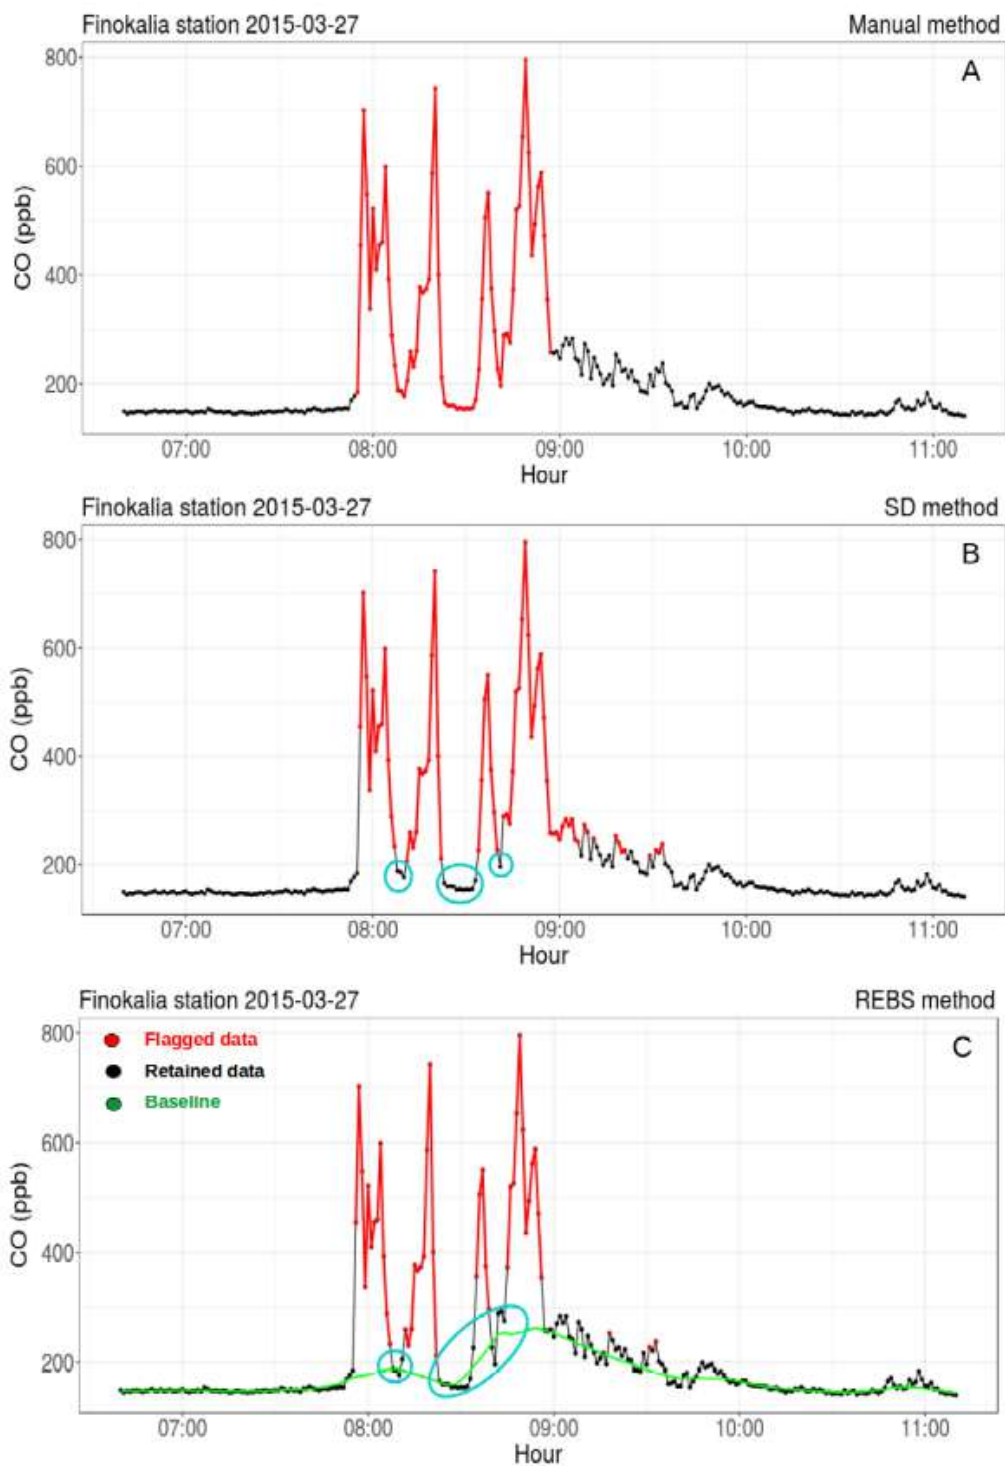 Finokalia station 2015-03-27 Manual method
A
800
600
400
200
CO (ppb)
07:00 08:00 09:00 10:00 11:00
Hour
Finokalia station 2015-03-27 SD method
B
800
600
400
200
CO (ppb)
07:00 08:00 09:00 10:00 11:00
Hour
Finokalia station 2015-03-27 REBS method
C
Flagged data
Retained data
Baseline
800
600
400
200
CO (ppb)
07:00 08:00 09:00 10:00 11:00
Hour